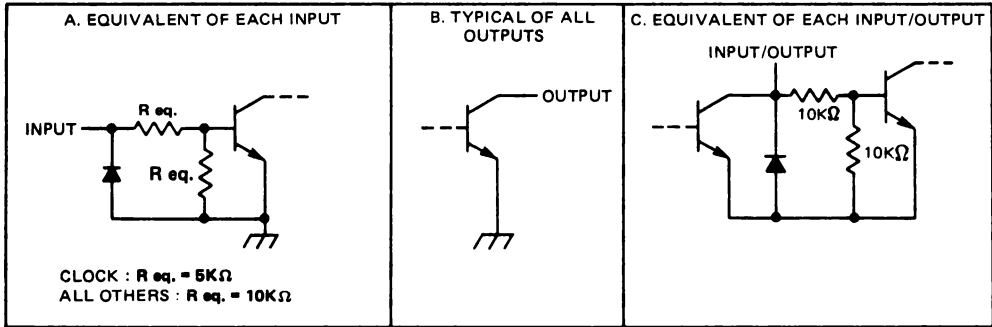 A. EQUIVALENT OF EACH INPUT
INPUT
R eq.
R eq.
CLOCK : R eq. = 5KΩ
ALL OTHERS : R eq. = 10KΩ
B. TYPICAL OF ALL
OUTPUTS
OUTPUT
C. EQUIVALENT OF EACH INPUT/OUTPUT
INPUT/OUTPUT
10KΩ
10KΩ